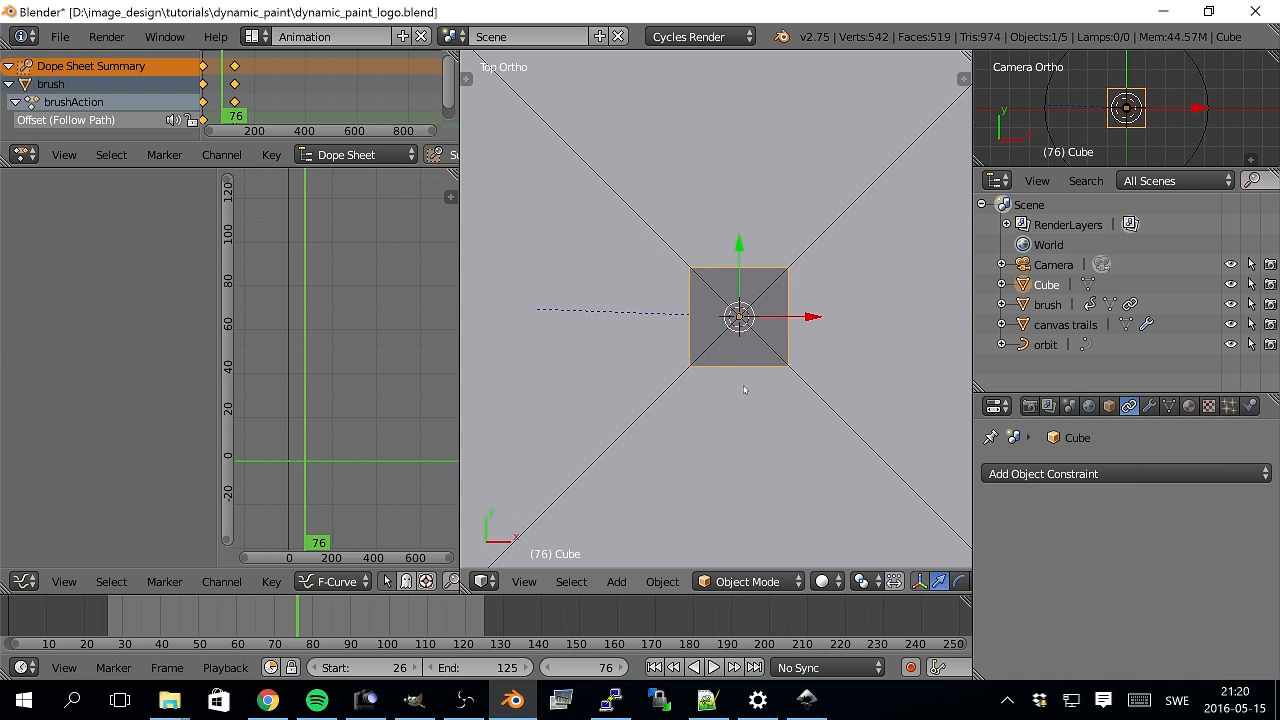 Blender* [D:\image_design\tutorials\dynamic_paint\dynamic_paint_logo.blend]
File Render Window Help Animation Scene Cycles Render v2.75 | Verts:542 | Faces:519 | Tris:974 | Objects:1/5 | Lamps:0/0 | Mem:44.57M | Cube
Dope Sheet Summary
brush
brushAction
Offset (Follow Path)
76
200 400 600 800
View Select Marker Channel Key Dope Sheet Su
120
100
80
60
40
20
0
-20
76
0 200 400 600
View Select Marker Channel Key F-Curve
Top Ortho
y
x
(76) Cube
View Select Add Object Object Mode
Camera Ortho
y
(76) Cube
View Search All Scenes
Scene
RenderLayers
World
Camera
Cube
brush
canvas trails
orbit
Cube
Add Object Constraint
10 20 30 40 50 60 70 80 90 100 110 120 130 140 150 160 170 180 190 200 210 220 230 240 250
View Marker Frame Playback Start: 26 End: 125 76 No Sync
SWE
21:20
2016-05-15